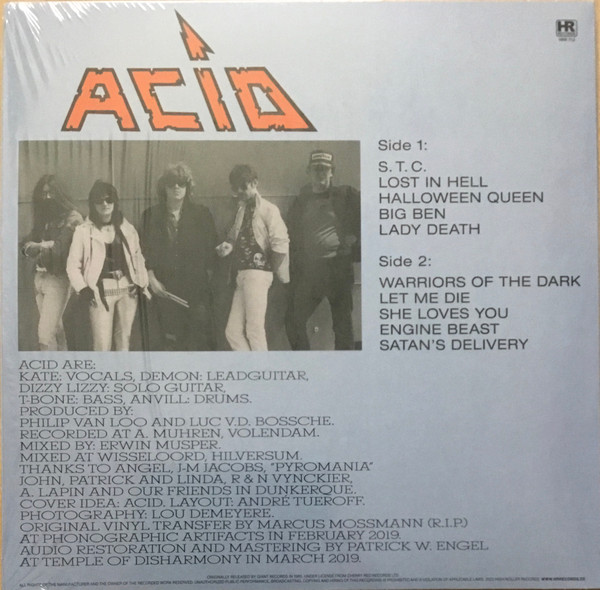 ACID
HR
Side 1:
S.T.C.
LOST IN HELL
HALLOWEEN QUEEN
BIG BEN
LADY DEATH
Side 2:
WARRIORS OF THE DARK
LET ME DIE
SHE LOVES YOU
ENGINE BEAST
SATAN'S DELIVERY
ACID ARE:
KATE: VOCALS, DEMON: LEADGUITAR,
DIZZY LIZZY: SOLO GUITAR,
T-BONE: BASS, ANVILL: DRUMS.
PRODUCED BY:
PHILIP VAN LOO AND LUC V.D. BOSSCHE.
RECORDED AT A. MUHREN, VOLENDAM.
MIXED BY: ERWIN MUSPER.
MIXED AT WISSELOORD, HILVERSUM.
THANKS TO ANGEL, J-M JACOBS, "PYROMANIA"
JOHN, PATRICK AND LINDA, R & N VYNCKIER,
A. LAPIN AND OUR FRIENDS IN DUNKERQUE.
COVER IDEA: ACID. LAYOUT: ANDRÉ TUEROFF.
PHOTOGRAPHY: LOU DEMEYERE.
ORIGINAL VINYL TRANSFER BY MARCUS MOSSMANN (R.I.P.)
AT PHONOGRAPHIC ARTIFACTS IN FEBRUARY 2019.
AUDIO RESTORATION AND MASTERING BY PATRICK W. ENGEL
AT TEMPLE OF DISHARMONY IN MARCH 2019.